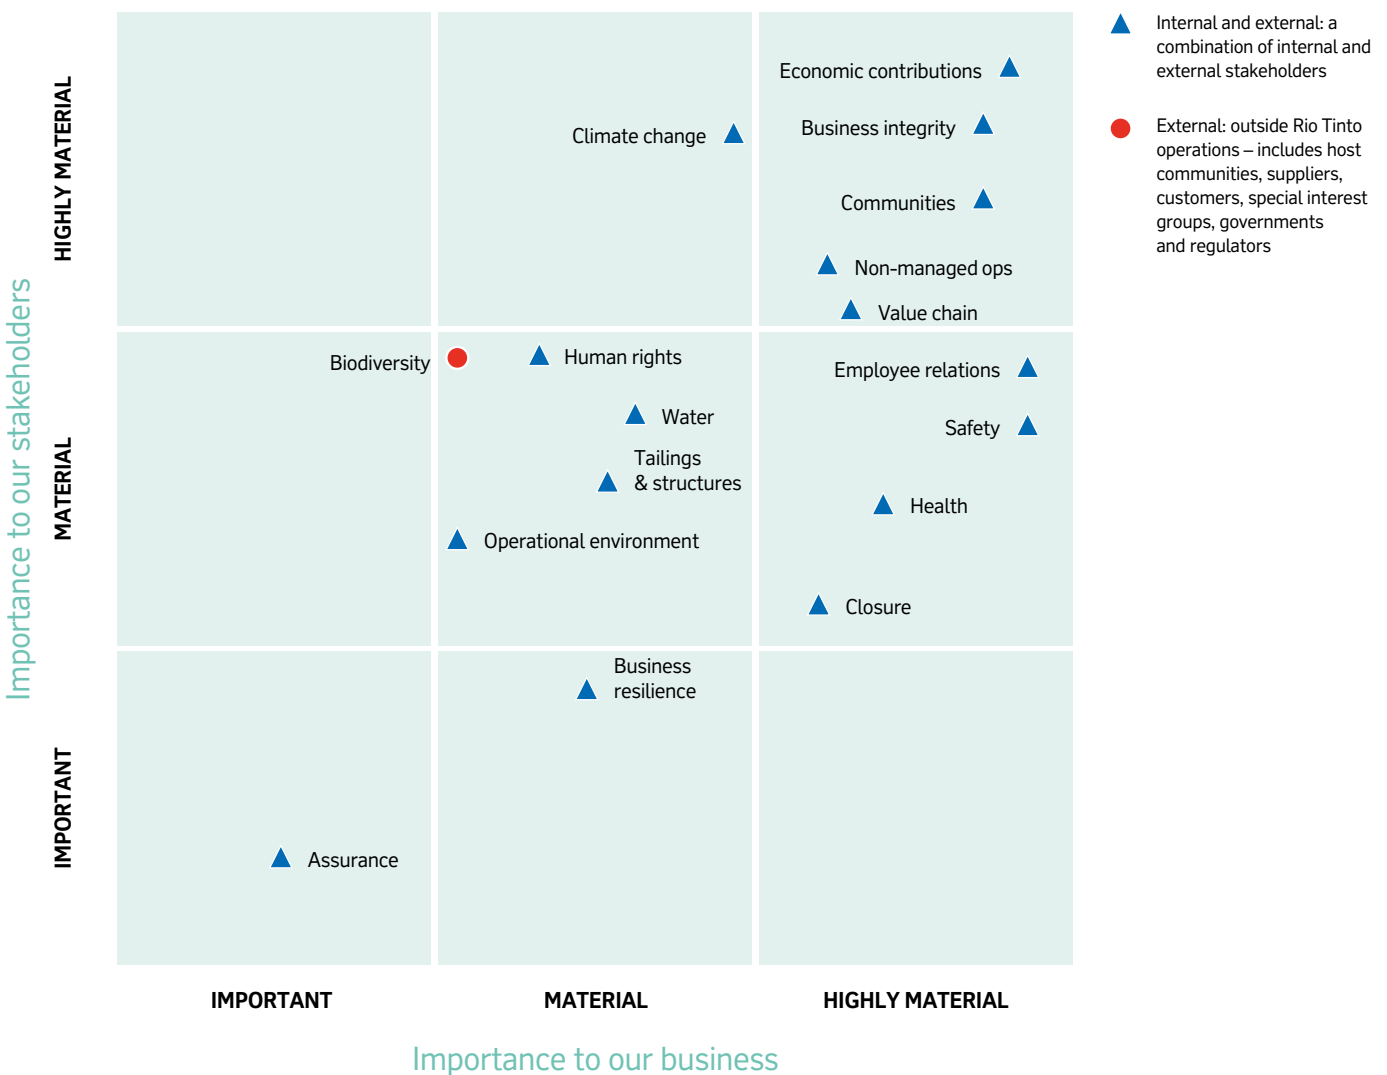 Internal and external: a
combination of internal and
external stakeholders
External: outside Rio Tinto
operations – includes host
communities, suppliers,
customers, special interest
groups, governments
and regulators
Importance to our stakeholders
HIGHLY MATERIAL
MATERIAL
IMPORTANT
Economic contributions
Business integrity
Climate change
Communities
Non-managed ops
Value chain
Biodiversity
Human rights
Employee relations
Water
Safety
Tailings
& structures
Health
Operational environment
Closure
Business
resilience
Assurance
IMPORTANT
MATERIAL
HIGHLY MATERIAL
Importance to our business